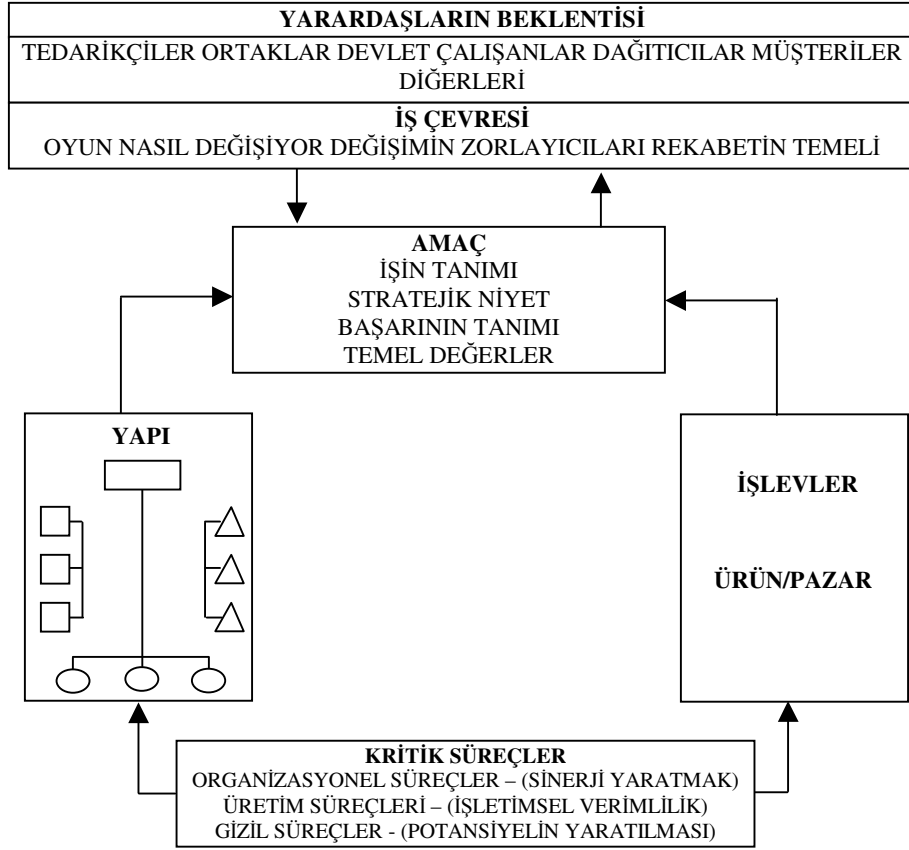 YARARDAŞLARIN BEKLENTİSİ
TEDARİKÇİLER ORTAKLAR DEVLET ÇALIŞANLAR DAĞITICILAR MÜŞTERİLER
DİĞERLERİ
İŞ ÇEVRESİ
OYUN NASIL DEĞİŞİYOR DEĞİŞİMİN ZORLAYICILARI REKABETİN TEMELİ
AMAÇ
İŞİN TANIMI
STRATEJİK NİYET
BAŞARININ TANIMI
TEMEL DEĞERLER
YAPI
İŞLEVLER
ÜRÜN/PAZAR
KRİTİK SÜREÇLER
ORGANİZASYONEL SÜREÇLER – (SİNERJİ YARATMAK)
ÜRETİM SÜREÇLERİ – (İŞLETİMSEL VERİMLİLİK)
GİZİL SÜREÇLER - (POTANSİYELİN YARATILMASI)